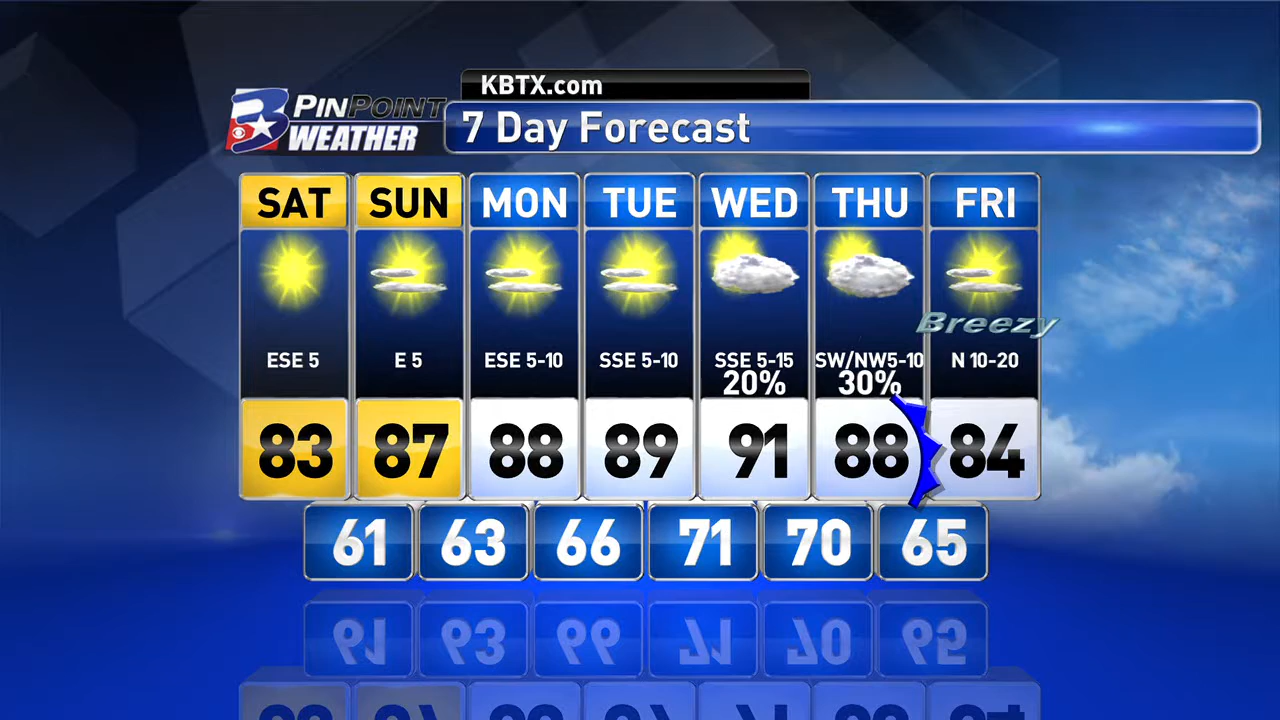 KBTX.com
PINPOINT
WEATHER
7 Day Forecast
SAT SUN MON TUE WED THU FRI
Breezy
ESE 5 E 5 ESE 5-10 SSE 5-10 SSE 5-15 SW/NW5-10 N 10-20
20% 30%
83 87 88 89 91 88 84
61 63 66 71 70 65